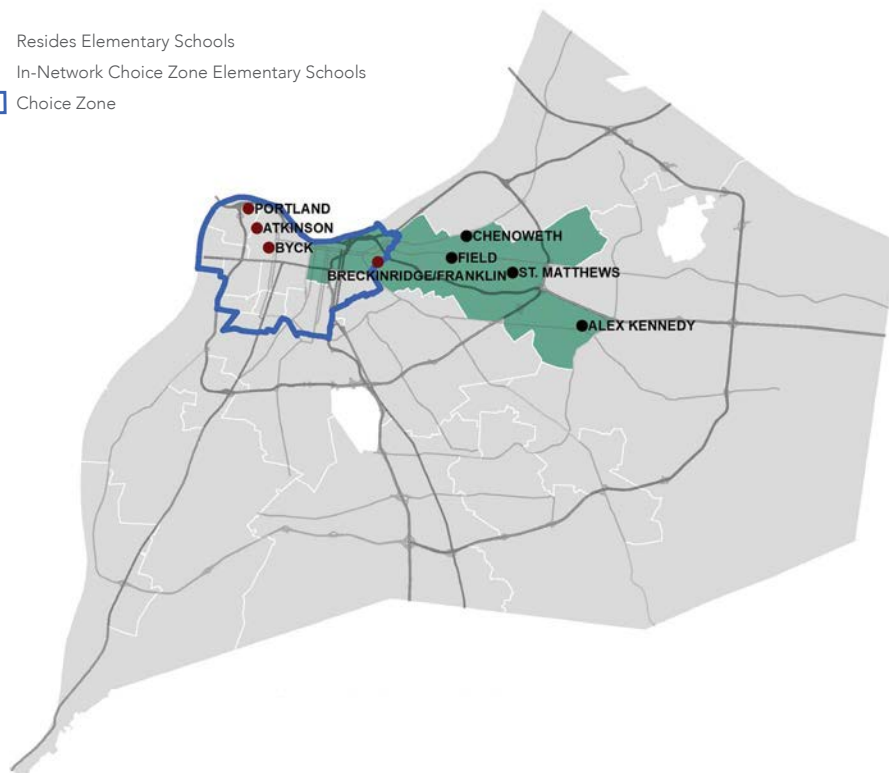 Resides Elementary Schools
In-Network Choice Zone Elementary Schools
Choice Zone
PORTLAND
ATKINSON
BYCK
CHENOWETH
FIELD
BRECKINRIDGE/FRANKLIN
ST. MATTHEWS
ALEX KENNEDY